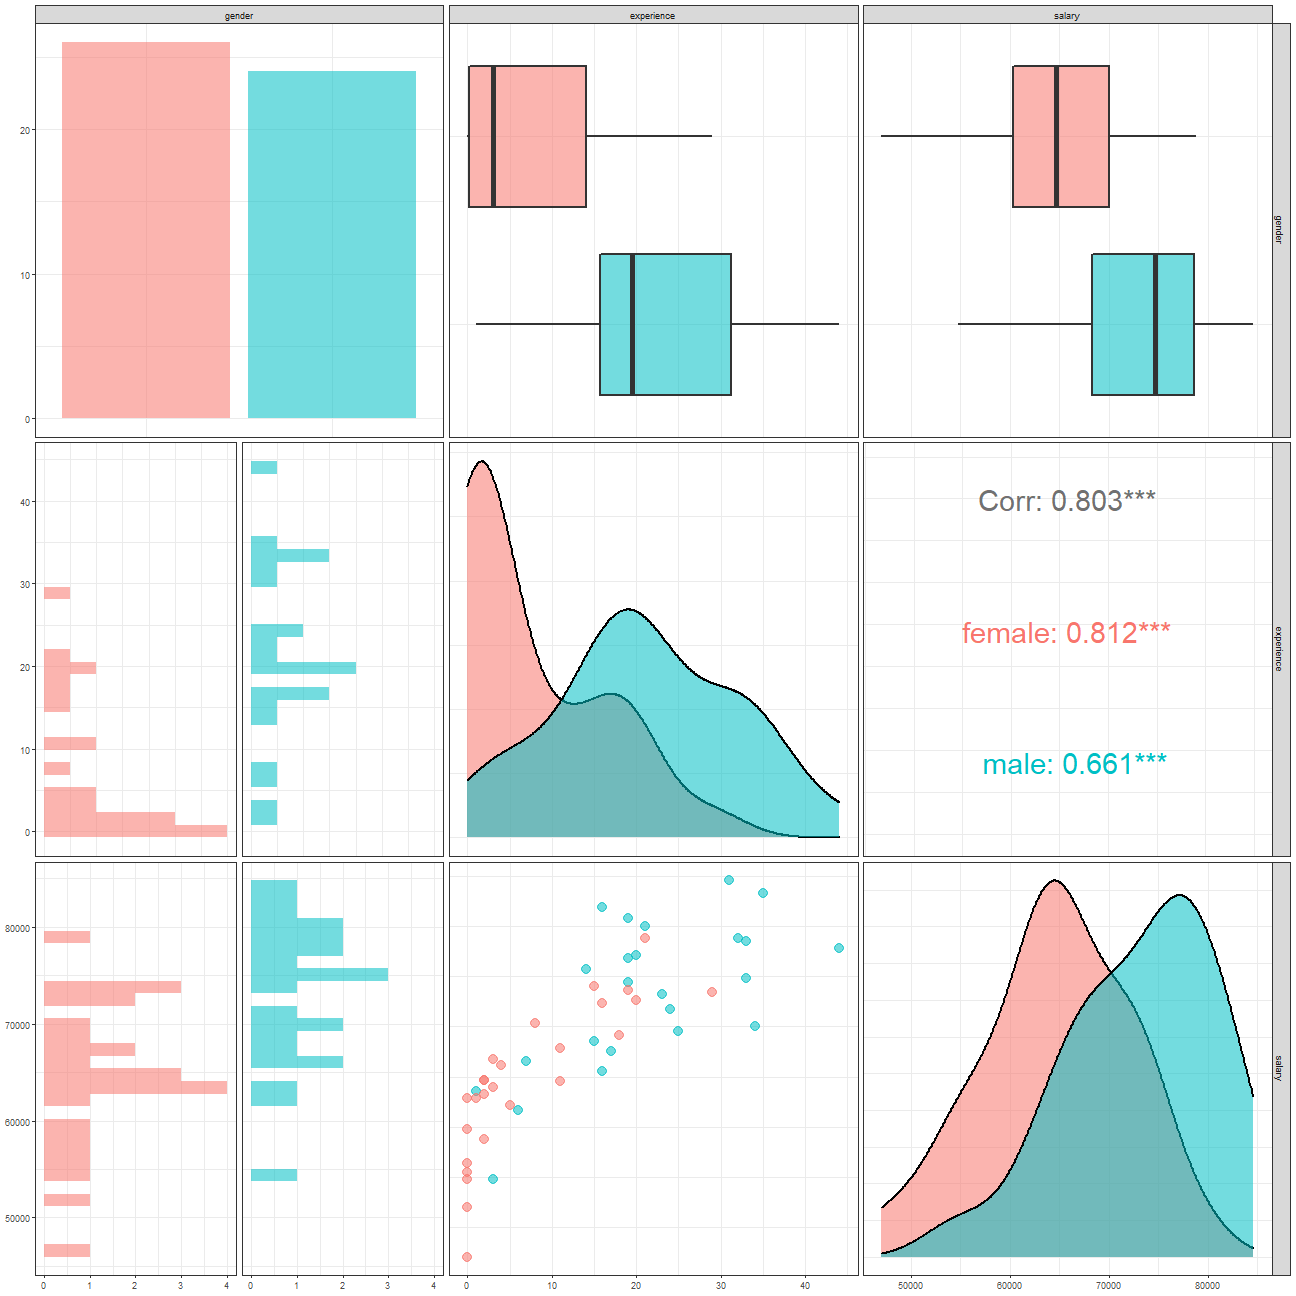 gender
experience
salary
20
10
0
gender
40
30
20
10
0
Corr: 0.803***
female: 0.812***
male: 0.661***
experience
80000
70000
60000
50000
salary
0 1 2 3 4
0 1 2 3 4
0 10 20 30 40
50000 60000 70000 80000